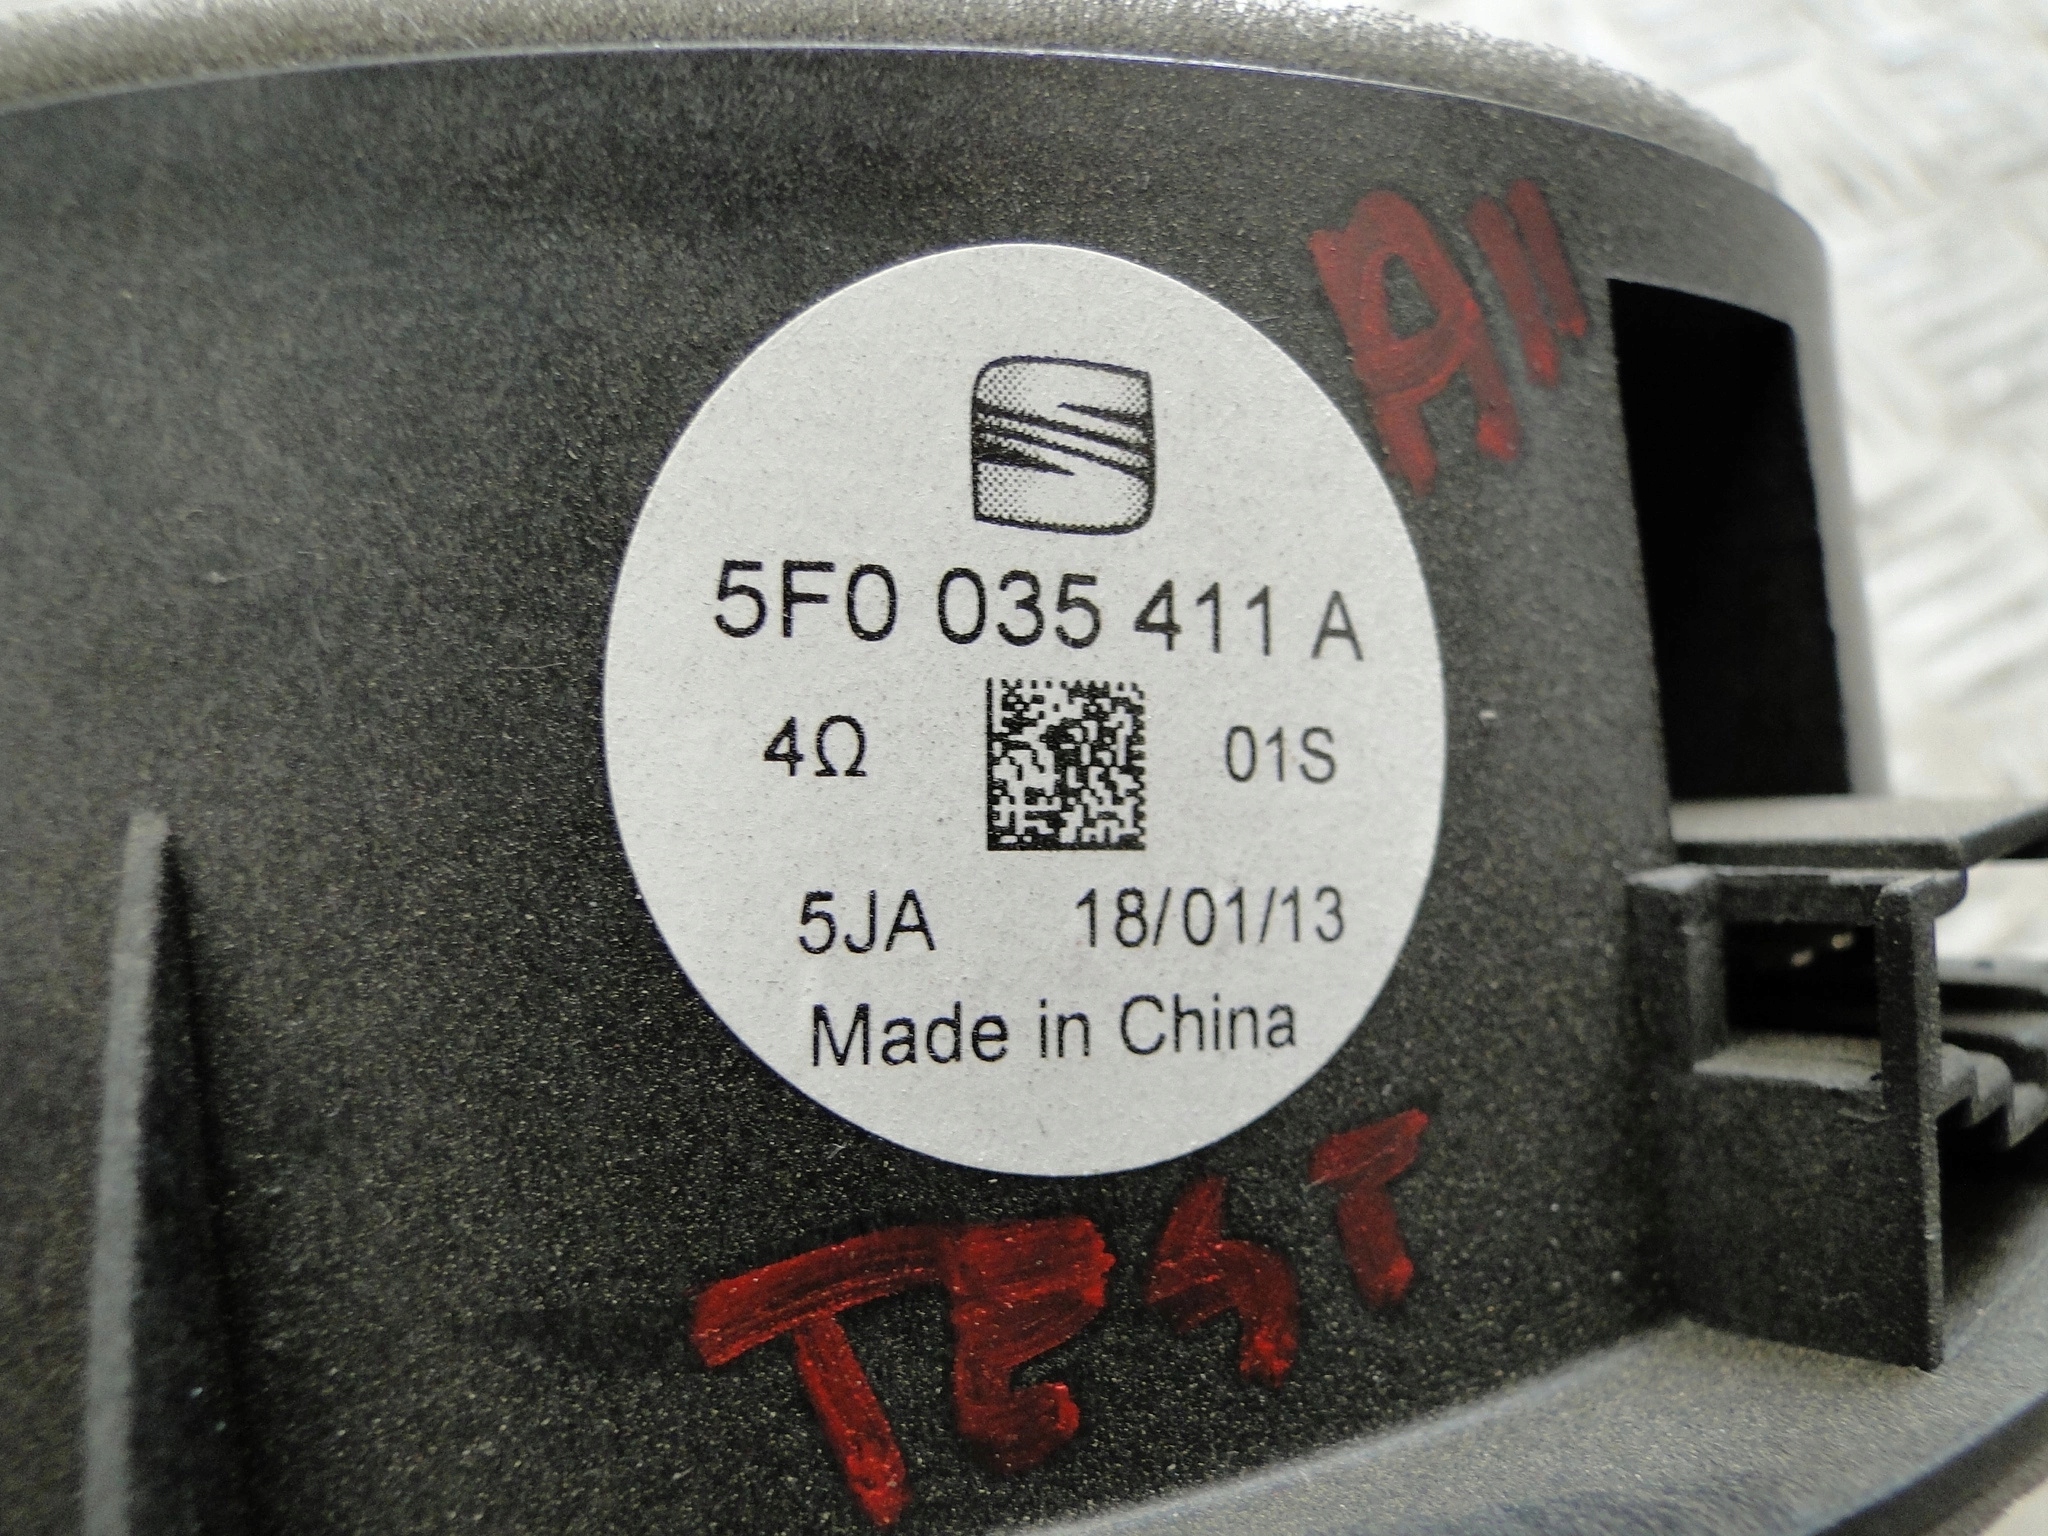 A"
5F0 035 411 A
4Ω 01S
5JA 18/01/13
Made in China
TEST